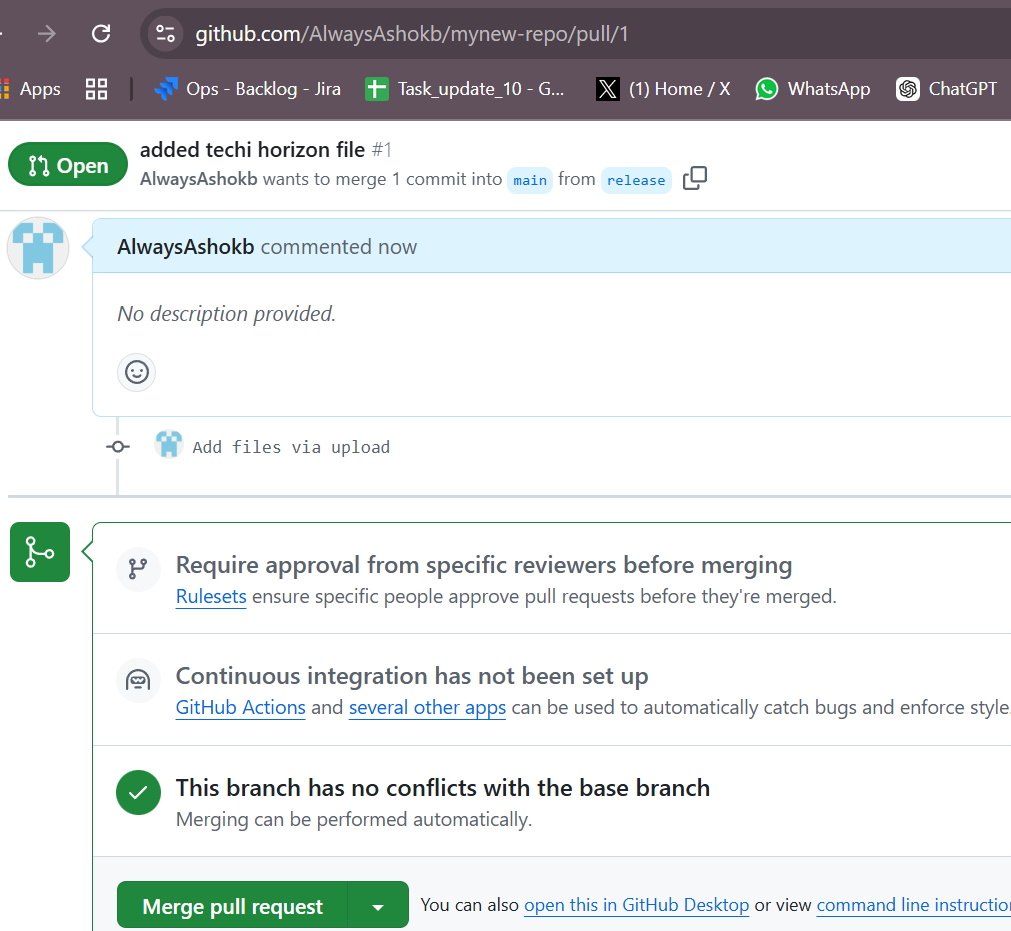 github.com/AlwaysAshokb/mynew-repo/pull/1
Apps Ops - Backlog - Jira Task_update_10 - G... (1) Home / X WhatsApp ChatGPT
Open
added techi horizon file #1
AlwaysAshokb wants to merge 1 commit into main from release
AlwaysAshokb commented now
No description provided.
Add files via upload
Require approval from specific reviewers before merging
Rulesets ensure specific people approve pull requests before they're merged.
Continuous integration has not been set up
GitHub Actions and several other apps can be used to automatically catch bugs and enforce style.
This branch has no conflicts with the base branch
Merging can be performed automatically.
Merge pull request You can also open this in GitHub Desktop or view command line instructio